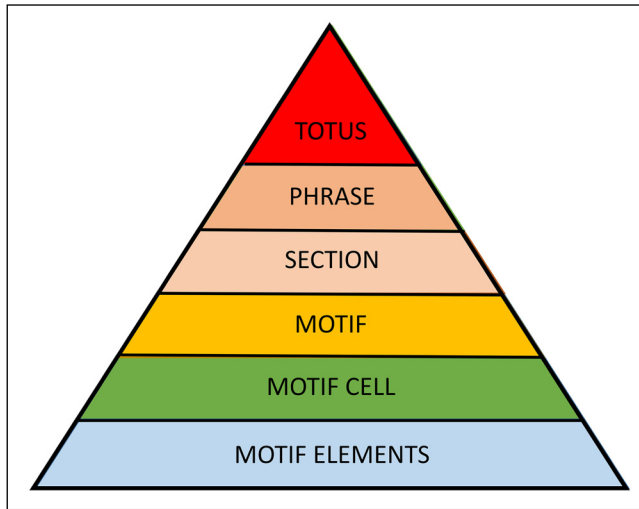 TOTUS
PHRASE
SECTION
MOTIF
MOTIF CELL
MOTIF ELEMENTS